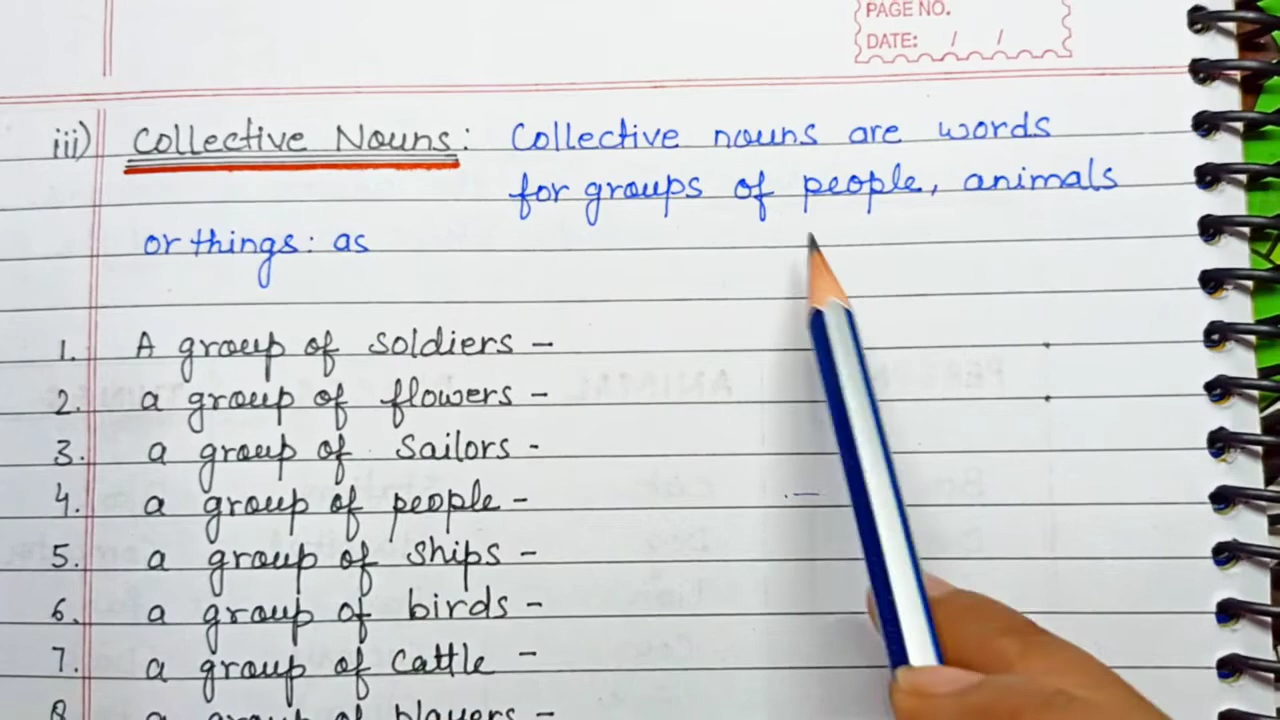 PAGE NO.
DATE: / /
iii) Collective Nouns: Collective nouns are words
for groups of people, animals
or things: as
1. A group of soldiers -
2. a group of flowers -
3. a group of sailors -
4. a group of people -
5. a group of ships -
6. a group of birds -
7. a group of cattle -
8. a group of players -